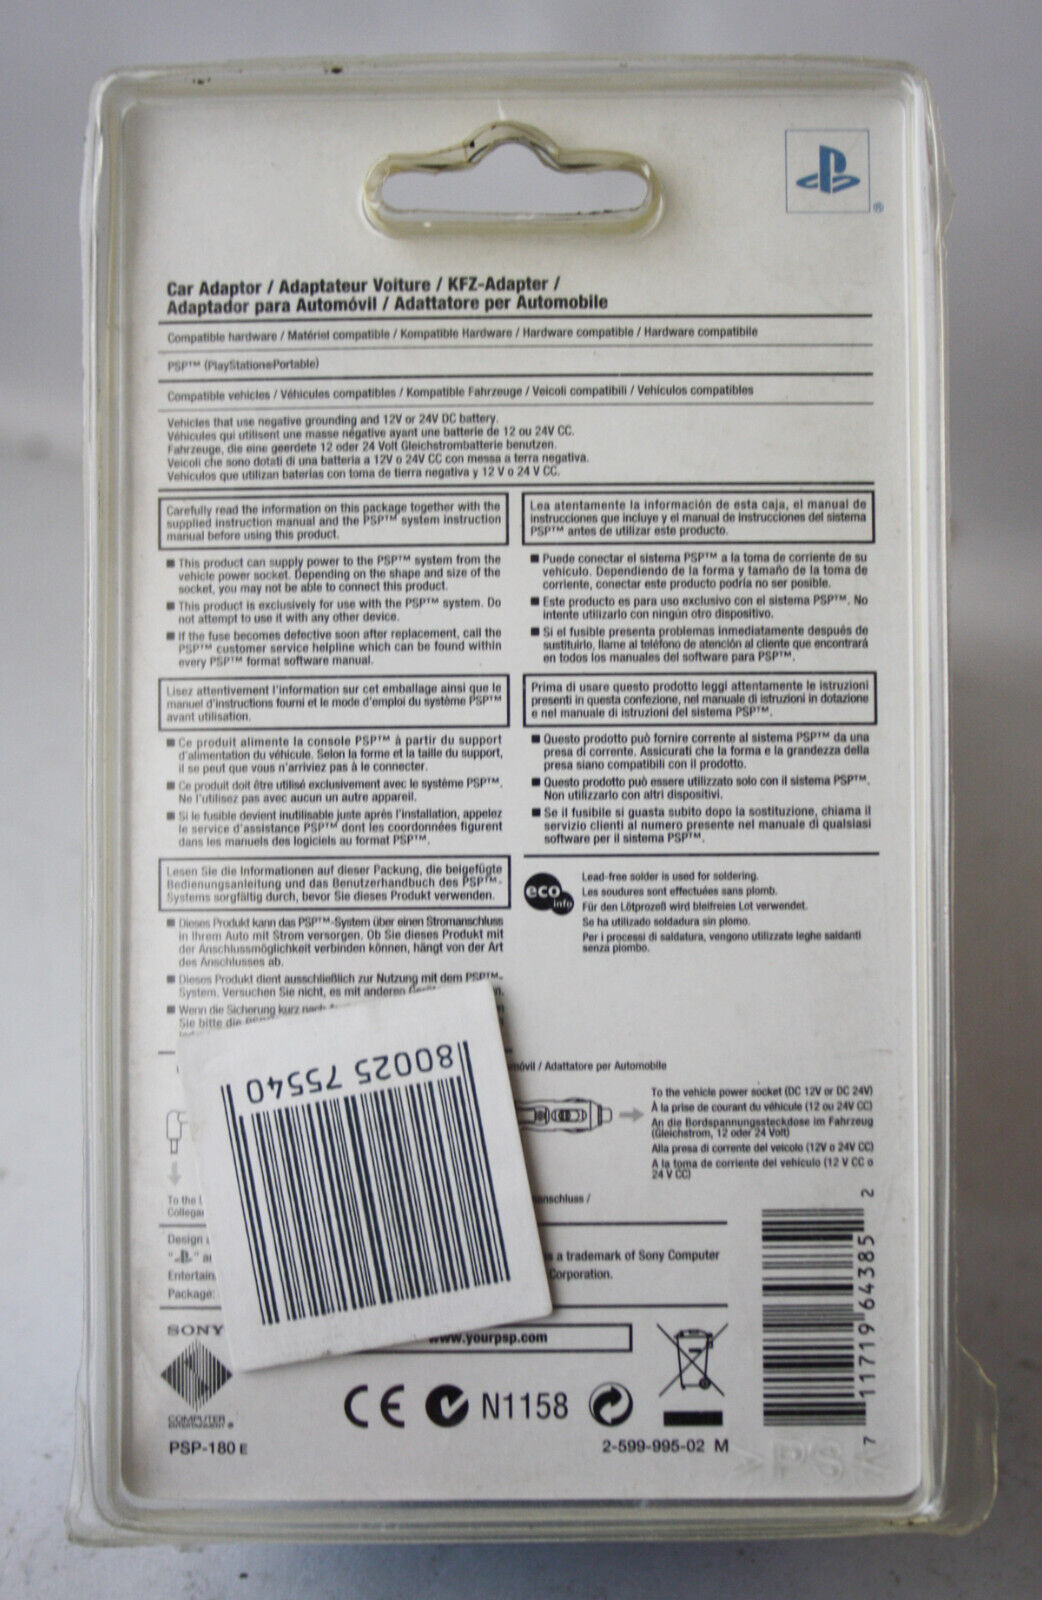 Car Adaptor / Adaptateur Voiture / KFZ-Adapter /
Adaptador para Automóvil / Adattatore per Automobile
Compatible hardware / Matériel compatible / Kompatible Hardware / Hardware compatible / Hardware compatibile
PSP™ (PlayStation®Portable)
Compatible vehicles / Véhicules compatibles / Kompatible Fahrzeuge / Veicoli compatibili / Vehículos compatibles
Vehicles that use negative grounding and 12V or 24V DC battery.
Véhicules qui utilisent une masse négative ayant une batterie de 12 ou 24V CC.
Fahrzeuge, die eine geerdete 12 oder 24 Volt Gleichstrombatterie benutzen.
Veicoli che sono dotati di una batteria a 12V o 24V CC con messa a terra negativa.
Vehículos que utilizan baterías con toma de tierra negativa y 12 V o 24 V CC.
Carefully read the information on this package together with the
supplied instruction manual and the PSP™ system instruction
manual before using this product.
■ This product can supply power to the PSP™ system from the
vehicle power socket. Depending on the shape and size of the
socket, you may not be able to connect this product.
■ This product is exclusively for use with the PSP™ system. Do
not attempt to use it with any other device.
■ If the fuse becomes defective soon after replacement, call the
PSP™ customer service helpline which can be found within
every PSP™ format software manual.
Lisez attentivement l'information sur cet emballage ainsi que le
manuel d'instructions fourni et le mode d'emploi du système PSP™
avant utilisation.
■ Ce produit alimente la console PSP™ à partir du support
d'alimentation du véhicule. Selon la forme et la taille du support,
il se peut que vous n'arriviez pas à le connecter.
■ Ce produit doit être utilisé exclusivement avec le système PSP™.
Ne l'utilisez pas avec aucun un autre appareil.
■ Si le fusible devient inutilisable juste après l'installation, appelez
le service d'assistance PSP™ dont les coordonnées figurent
dans les manuels des logiciels au format PSP™.
Lesen Sie die Informationen auf dieser Packung, die beigefügte
Bedienungsanleitung und das Benutzerhandbuch des PSP™-
Systems sorgfältig durch, bevor Sie dieses Produkt verwenden.
■ Dieses Produkt kann das PSP™-System über einen Stromanschluss
in Ihrem Auto mit Strom versorgen. Ob Sie dieses Produkt mit
der Anschlussmöglichkeit verbinden können, hängt von der Art
des Anschlusses ab.
■ Dieses Produkt dient ausschließlich zur Nutzung mit dem PSP™-
System. Versuchen Sie nicht, es mit anderen
■ Wenn die Sicherung kurz nach
Sie bitte die
Lea atentamente la información de esta caja, el manual de
instrucciones que incluye y el manual de instrucciones del sistema
PSP™ antes de utilizar este producto.
■ Puede conectar el sistema PSP™ a la toma de corriente de su
vehículo. Dependiendo de la forma y tamaño de la toma de
corriente, conectar este producto podría no ser posible.
■ Este producto es para uso exclusivo con el sistema PSP™. No
intente utilizarlo con ningún otro dispositivo.
■ Si el fusible presenta problemas inmediatamente después de
sustituirlo, llame al teléfono de atención al cliente que encontrará
en todos los manuales del software para PSP™.
Prima di usare questo prodotto leggi attentamente le istruzioni
presenti in questa confezione, nel manuale di istruzioni in dotazione
e nel manuale di istruzioni del sistema PSP™.
■ Questo prodotto può fornire corrente al sistema PSP™ da una
presa di corrente. Assicurati che la forma e la grandezza della
presa siano compatibili con il prodotto.
■ Questo prodotto può essere utilizzato solo con il sistema PSP™.
Non utilizzarlo con altri dispositivi.
■ Se il fusibile si guasta subito dopo la sostituzione, chiama il
servizio clienti al numero presente nel manuale di qualsiasi
software per il sistema PSP™.
eco info
Lead-free solder is used for soldering.
Les soudures sont effectuées sans plomb.
Für den Lötprozeß wird bleifreies Lot verwendet.
Se ha utilizado soldadura sin plomo.
Per i processi di saldatura, vengono utilizzate leghe saldanti
senza piombo.
/ Adattatore per Automobile
To the vehicle power socket (DC 12V or DC 24V)
À la prise de courant du véhicule (12 ou 24V CC)
An die Bordspannungssteckdose im Fahrzeug
(Gleichstrom, 12 oder 24 Volt)
Alla presa di corrente del veicolo (12V o 24V CC)
A la toma de corriente del vehículo (12 V CC o
24 V CC)
80025 75540
To the
Design
Package:
is a trademark of Sony Computer
Corporation.
www.yourpsp.com
SONY
COMPUTER
ENTERTAINMENT ®
CE N1158
PSP-180 E
2-599-995-02 M
7 11719 64385 2